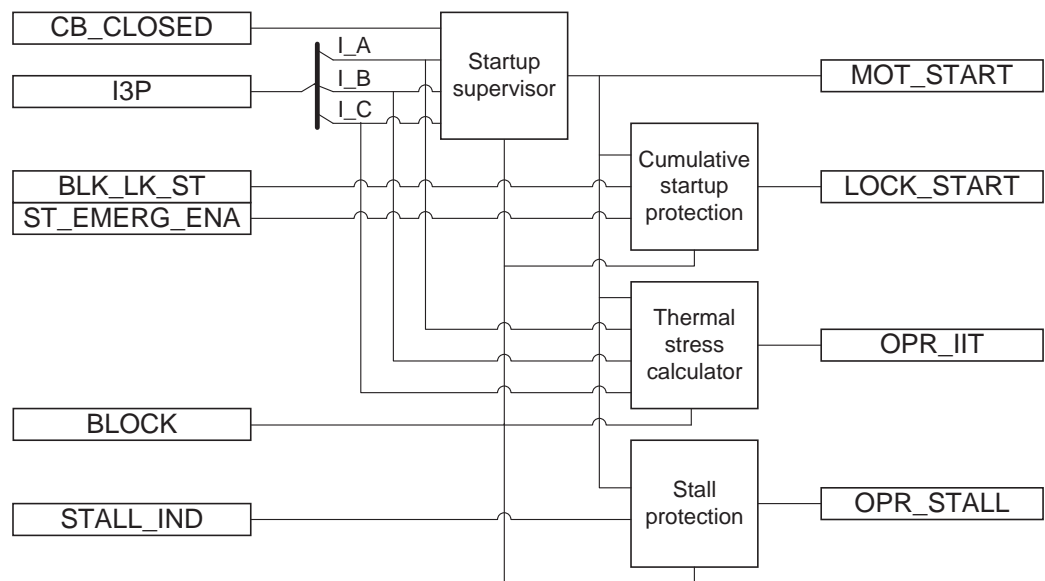 CB_CLOSED
I3P
BLK_LK_ST
ST_EMERG_ENA
BLOCK
STALL_IND
I_A
I_B
I_C
Startup
supervisor
Cumulative
startup
protection
Thermal
stress
calculator
Stall
protection
MOT_START
LOCK_START
OPR_IIT
OPR_STALL